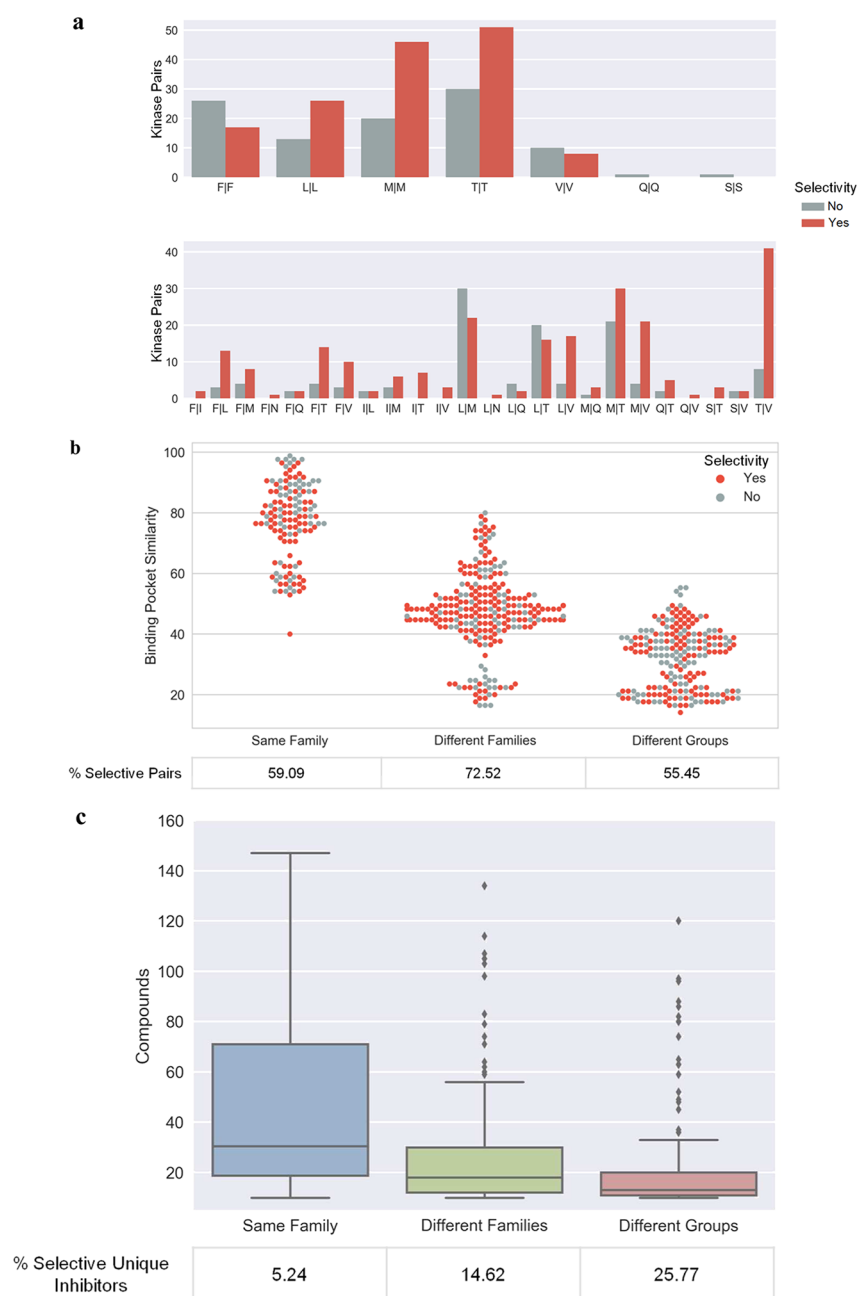 a
50
40
30
20
10
0
Kinase Pairs
F|F L|L M|M T|T V|V Q|Q S|S
Selectivity
No
Yes
40
30
20
10
0
Kinase Pairs
F|I F|L F|M F|N F|Q F|T F|V I|L I|M I|T I|V L|M L|N L|Q L|T L|V M|Q M|T M|V Q|T Q|V S|T S|V T|V
b
100
80
60
40
20
Binding Pocket Similarity
Selectivity
Yes
No
Same Family Different Families Different Groups
% Selective Pairs 59.09 72.52 55.45
c
160
140
120
100
80
60
40
20
Compounds
Same Family Different Families Different Groups
% Selective Unique
Inhibitors
5.24 14.62 25.77